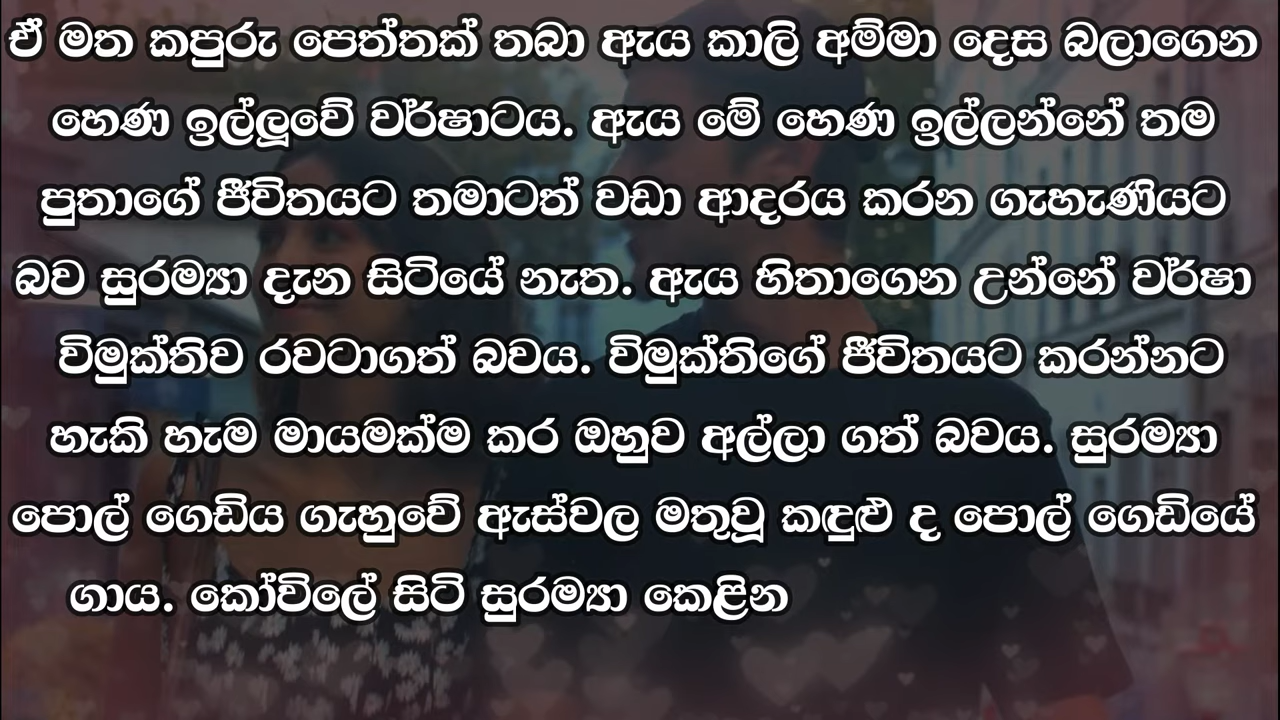 ඒ මත කපුරු පෙත්තක් තබා ඇය කාලි අම්මා දෙස බලාගෙන
හෙණ ඉල්ලූවේ වර්ෂාටය. ඇය මේ හෙණ ඉල්ලන්නේ තම
පුතාගේ ජීවිතයට තමාටත් වඩා ආදරය කරන ගැහැණියට
බව සුරම්‍යා දැන සිටියේ නැත. ඇය හිතාගෙන උන්නේ වර්ෂා
විමුක්තිව රවටාගත් බවය. විමුක්තිගේ ජීවිතයට කරන්නට
හැකි හැම මායමක්ම කර ඔහුව අල්ලා ගත් බවය. සුරම්‍යා
පොල් ගෙඩිය ගැහුවේ ඇස්වල මතුවූ කඳුළු ද පොල් ගෙඩියේ
ගාය. කෝවිලේ සිටි සුරම්‍යා කෙළින